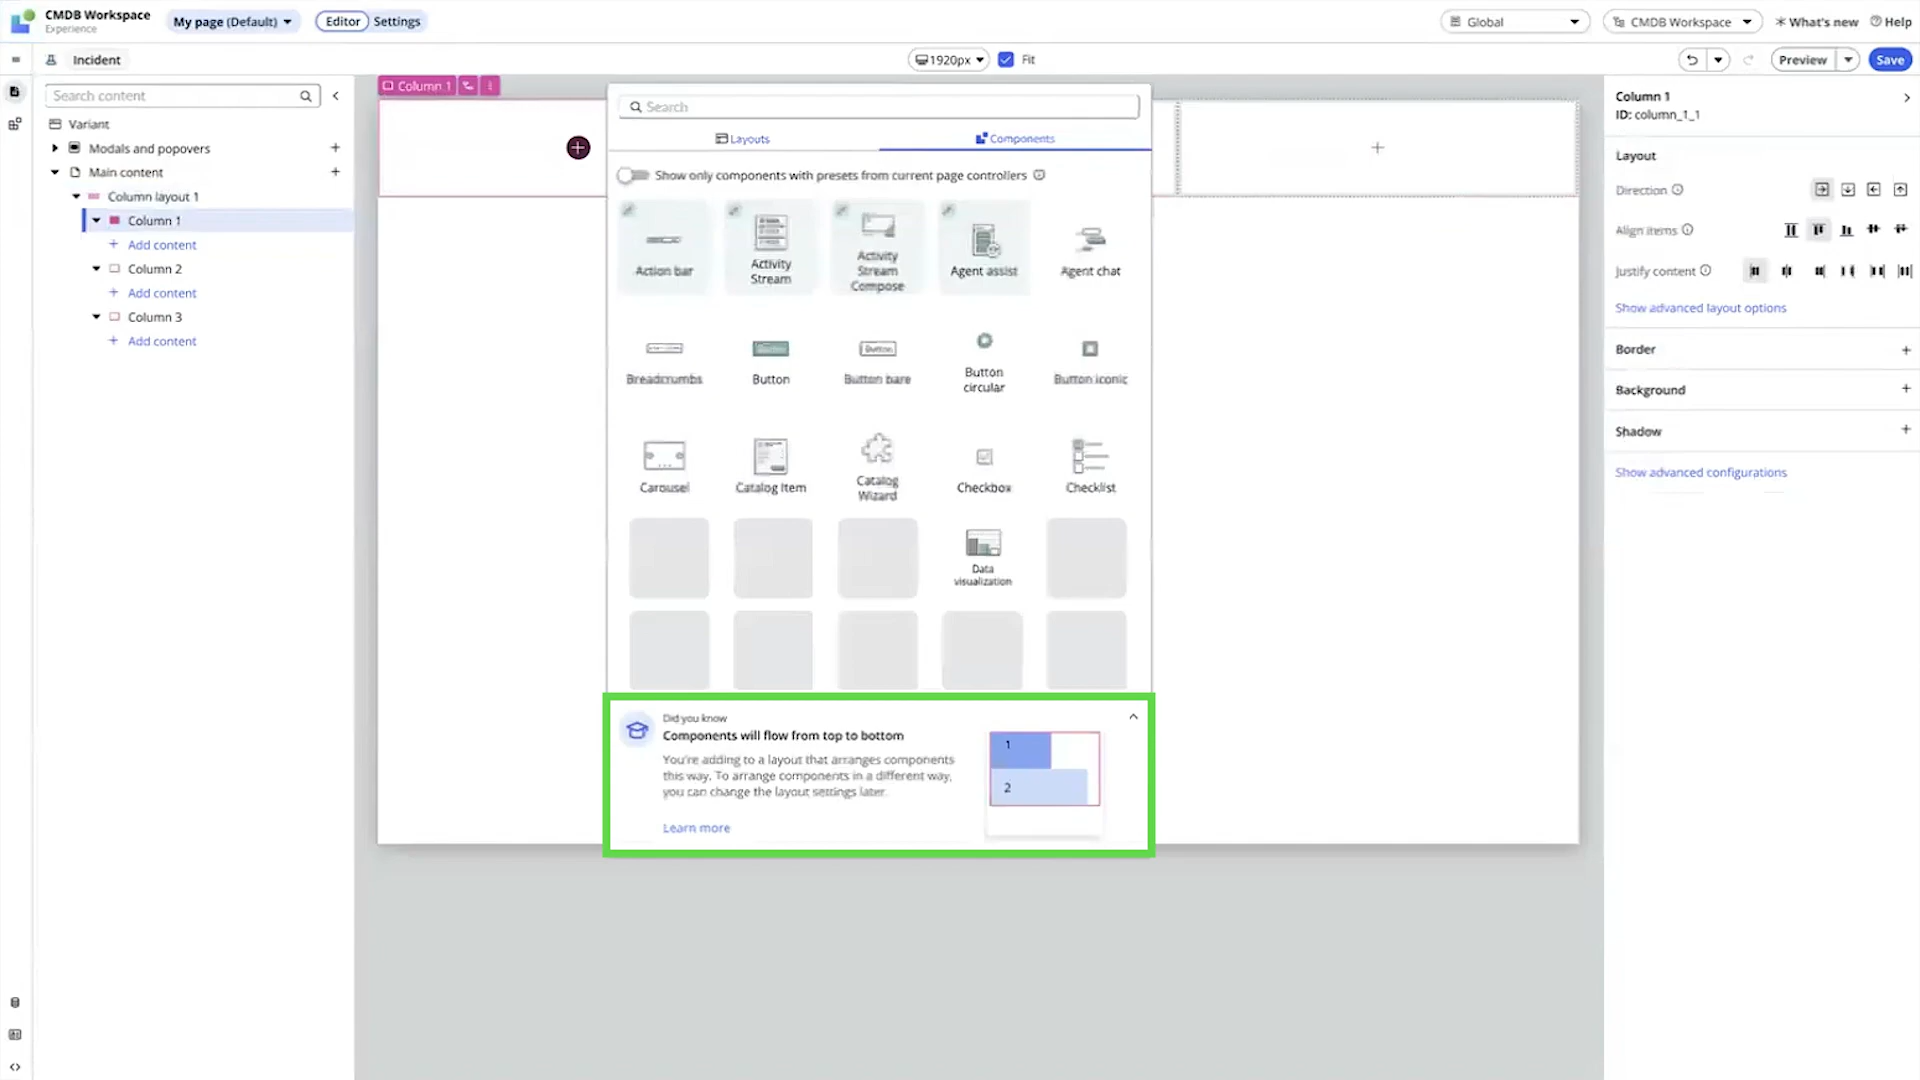 CMDB Workspace
Experience
My page (Default)
Editor
Settings
Global
CMDB Workspace
What's new
Help
Incident
1920px
Fit
Preview
Save
Search content
Variant
Modals and popovers
Main content
Column layout 1
Column 1
Add content
Column 2
Add content
Column 3
Add content
Column 1
Search
Layouts
Components
Show only components with presets from current page controllers
Action bar
Activity
Stream
Activity
Stream
Compose
Agent assist
Agent chat
Breadcrumbs
Button
Button
Button bare
Button
circular
Button iconic
Carousel
Catalog Item
Catalog
Wizard
Checkbox
Checklist
Data
visualization
Did you know
Components will flow from top to bottom
You're adding to a layout that arranges components
this way. To arrange components in a different way,
you can change the layout settings later.
Learn more
1
2
Column 1
ID: column_1_1
Layout
Direction
Align items
Justify content
Show advanced layout options
Border
Background
Shadow
Show advanced configurations